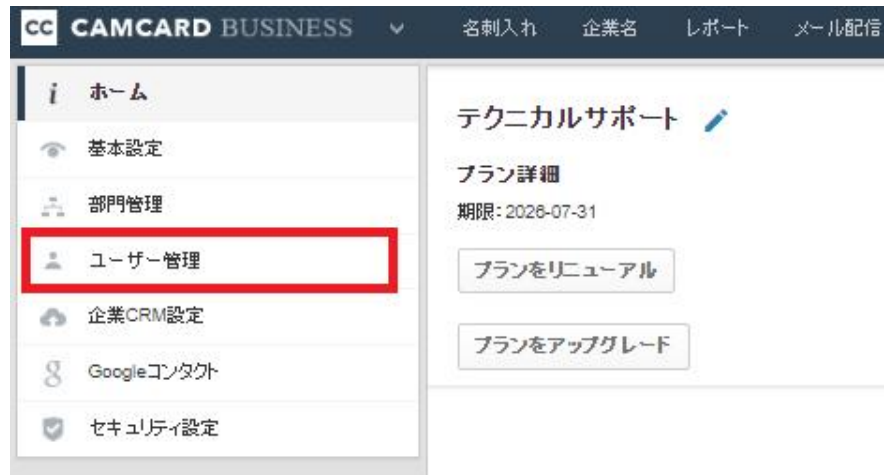 CC CAMCARD BUSINESS 名刺入れ 企業名 レポート メール配信
i ホーム
基本設定
部門管理
ユーザー管理
企業CRM設定
Googleコンタクト
セキュリティ設定
テクニカルサポート
プラン詳細
期限: 2026-07-31
プランをリニューアル
プランをアップグレード